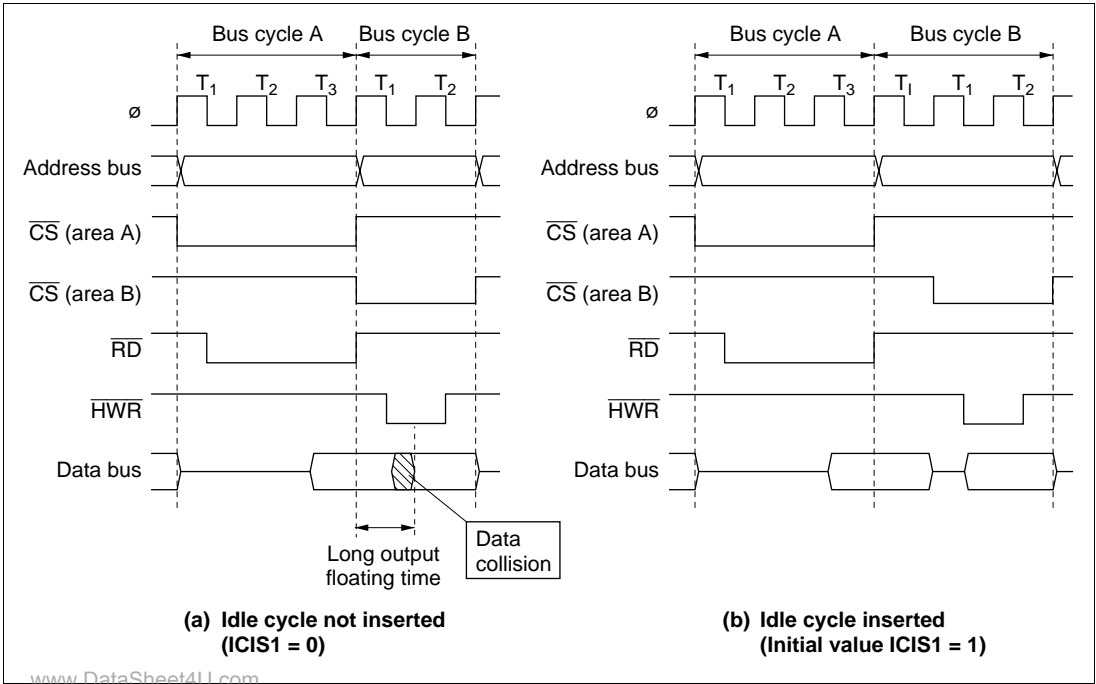 Bus cycle A Bus cycle B
T1 T2 T3 T1 T2
ø
Address bus
CS (area A)
CS (area B)
RD
HWR
Data bus
Long output
floating time
Data
collision
(a) Idle cycle not inserted
(ICIS1 = 0)
Bus cycle A Bus cycle B
T1 T2 T3 TI T1 T2
ø
Address bus
CS (area A)
CS (area B)
RD
HWR
Data bus
(b) Idle cycle inserted
(Initial value ICIS1 = 1)
www.DataSheet4U.com